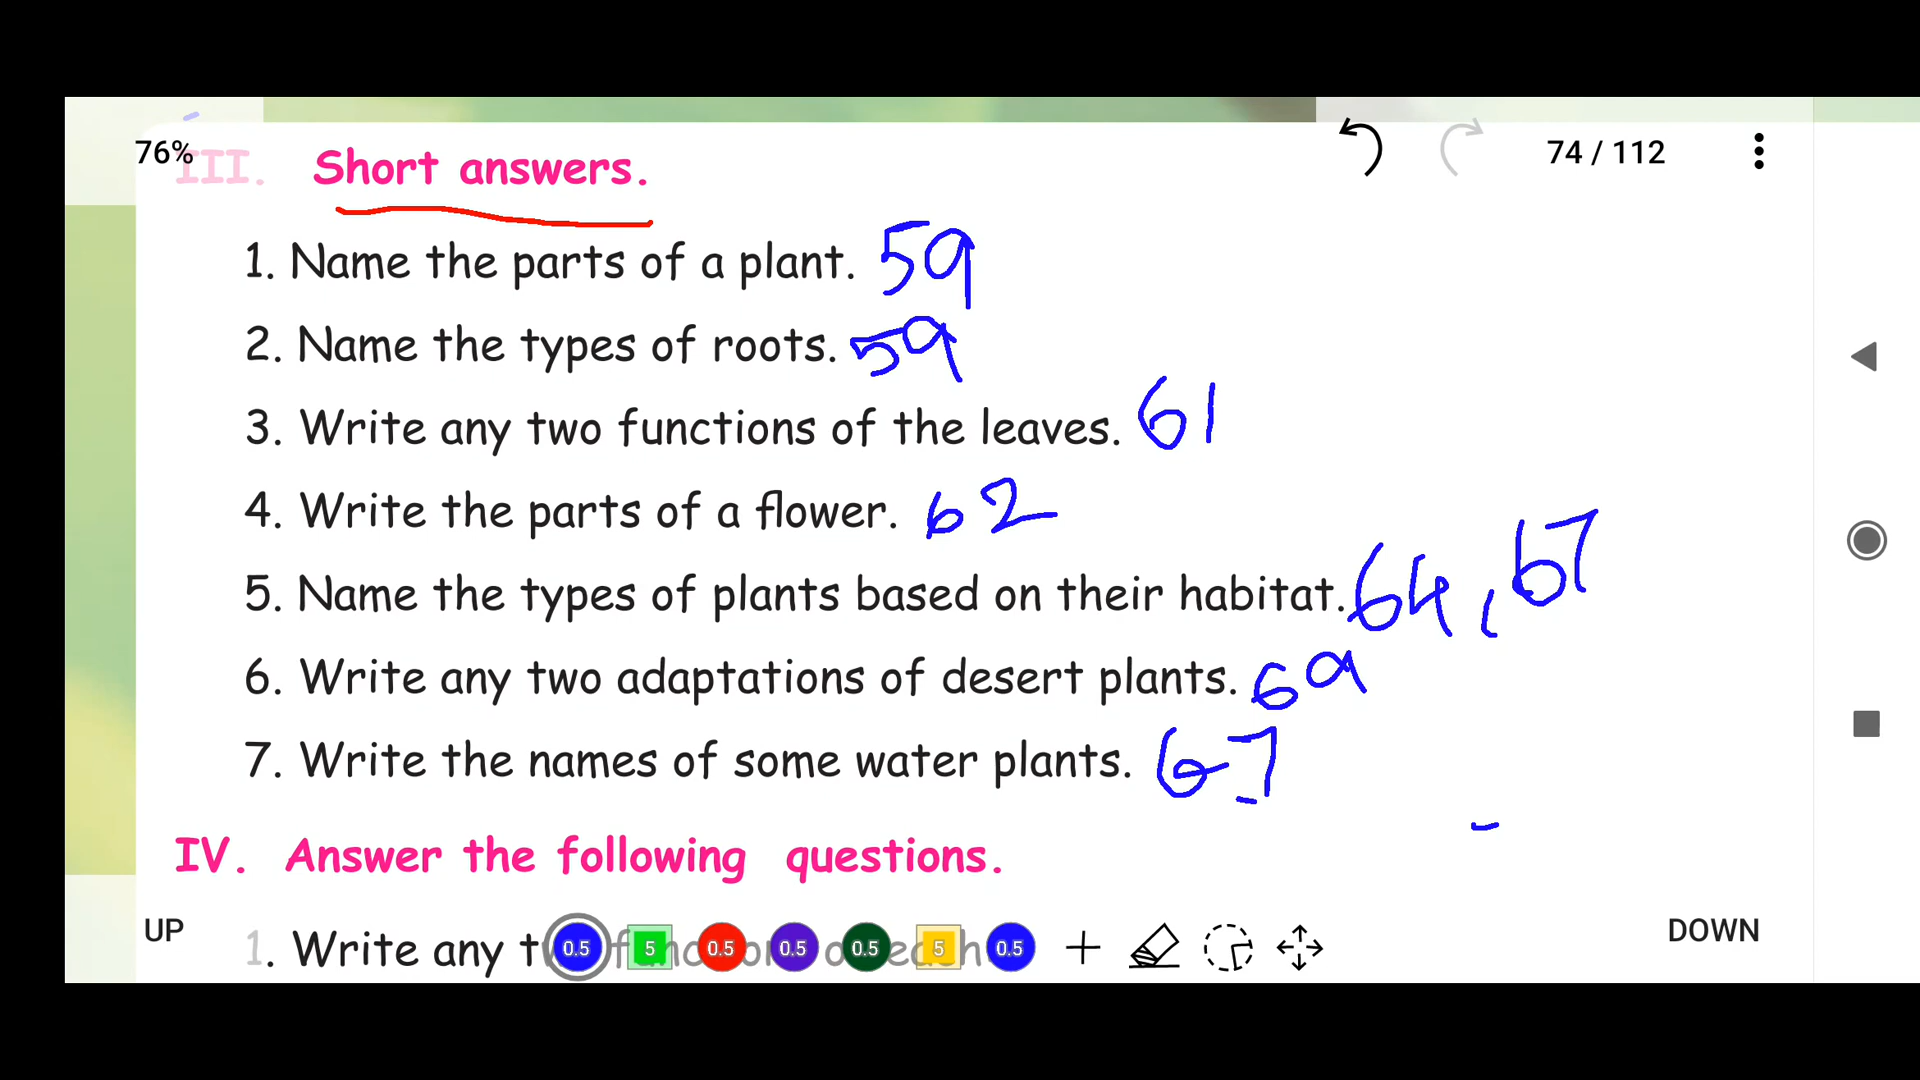 76%
74 / 112
III. Short answers.
1. Name the parts of a plant. 59
2. Name the types of roots. 59
3. Write any two functions of the leaves. 61
4. Write the parts of a flower. 62
5. Name the types of plants based on their habitat. 64, 67
6. Write any two adaptations of desert plants. 69
7. Write the names of some water plants. 67
IV. Answer the following questions.
1. Write any
UP
0.5 5 0.5 0.5 0.5 5 0.5
DOWN